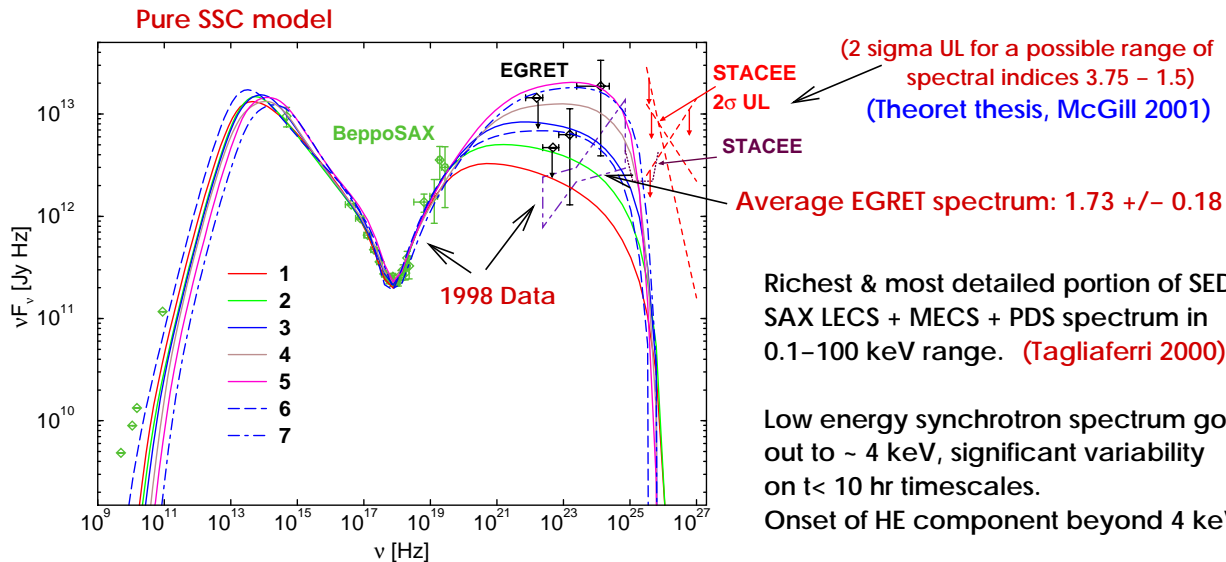 Pure SSC model
EGRET
BeppoSAX
STACEE
2σ UL
STACEE
(2 sigma UL for a possible range of
spectral indices 3.75 – 1.5)
(Theoret thesis, McGill 2001)
Average EGRET spectrum: 1.73 +/– 0.18
1998 Data
1
2
3
4
5
6
7
νFν [Jy Hz]
10^13
10^12
10^11
10^10
10^9 10^11 10^13 10^15 10^17 10^19 10^21 10^23 10^25 10^27
ν [Hz]
Richest & most detailed portion of SED
SAX LECS + MECS + PDS spectrum in
0.1–100 keV range. (Tagliaferri 2000)
Low energy synchrotron spectrum go
out to ~ 4 keV, significant variability
on t< 10 hr timescales.
Onset of HE component beyond 4 ke